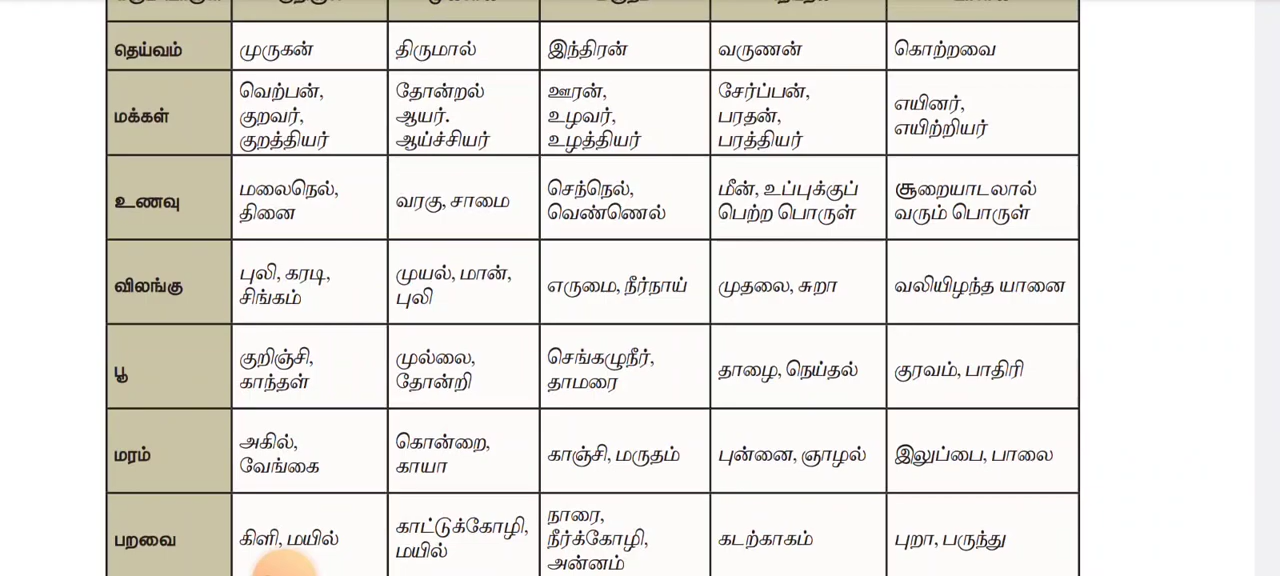 தெய்வம் முருகன் திருமால் இந்திரன் வருணன் கொற்றவை
மக்கள்
வெற்பன்,
குறவர்,
குறத்தியர்
தோன்றல்
ஆயர்.
ஆய்ச்சியர்
ஊரன்,
உழவர்,
உழத்தியர்
சேர்ப்பன்,
பரதன்,
பரத்தியர்
எயினர்,
எயிற்றியர்
உணவு
மலைநெல்,
தினை
வரகு, சாமை
செந்நெல்,
வெண்ணெல்
மீன், உப்புக்குப்
பெற்ற பொருள்
சூறையாடலால்
வரும் பொருள்
விலங்கு
புலி, கரடி,
சிங்கம்
முயல், மான்,
புலி
எருமை, நீர்நாய்
முதலை, சுறா
வலியிழந்த யானை
பூ
குறிஞ்சி,
காந்தள்
முல்லை,
தோன்றி
செங்கழுநீர்,
தாமரை
தாழை, நெய்தல்
குரவம், பாதிரி
மரம்
அகில்,
வேங்கை
கொன்றை,
காயா
காஞ்சி, மருதம்
புன்னை, ஞாழல்
இலுப்பை, பாலை
பறவை
கிளி, மயில்
காட்டுக்கோழி,
மயில்
நாரை,
நீர்க்கோழி,
அன்னம்
கடற்காகம்
புறா, பருந்து